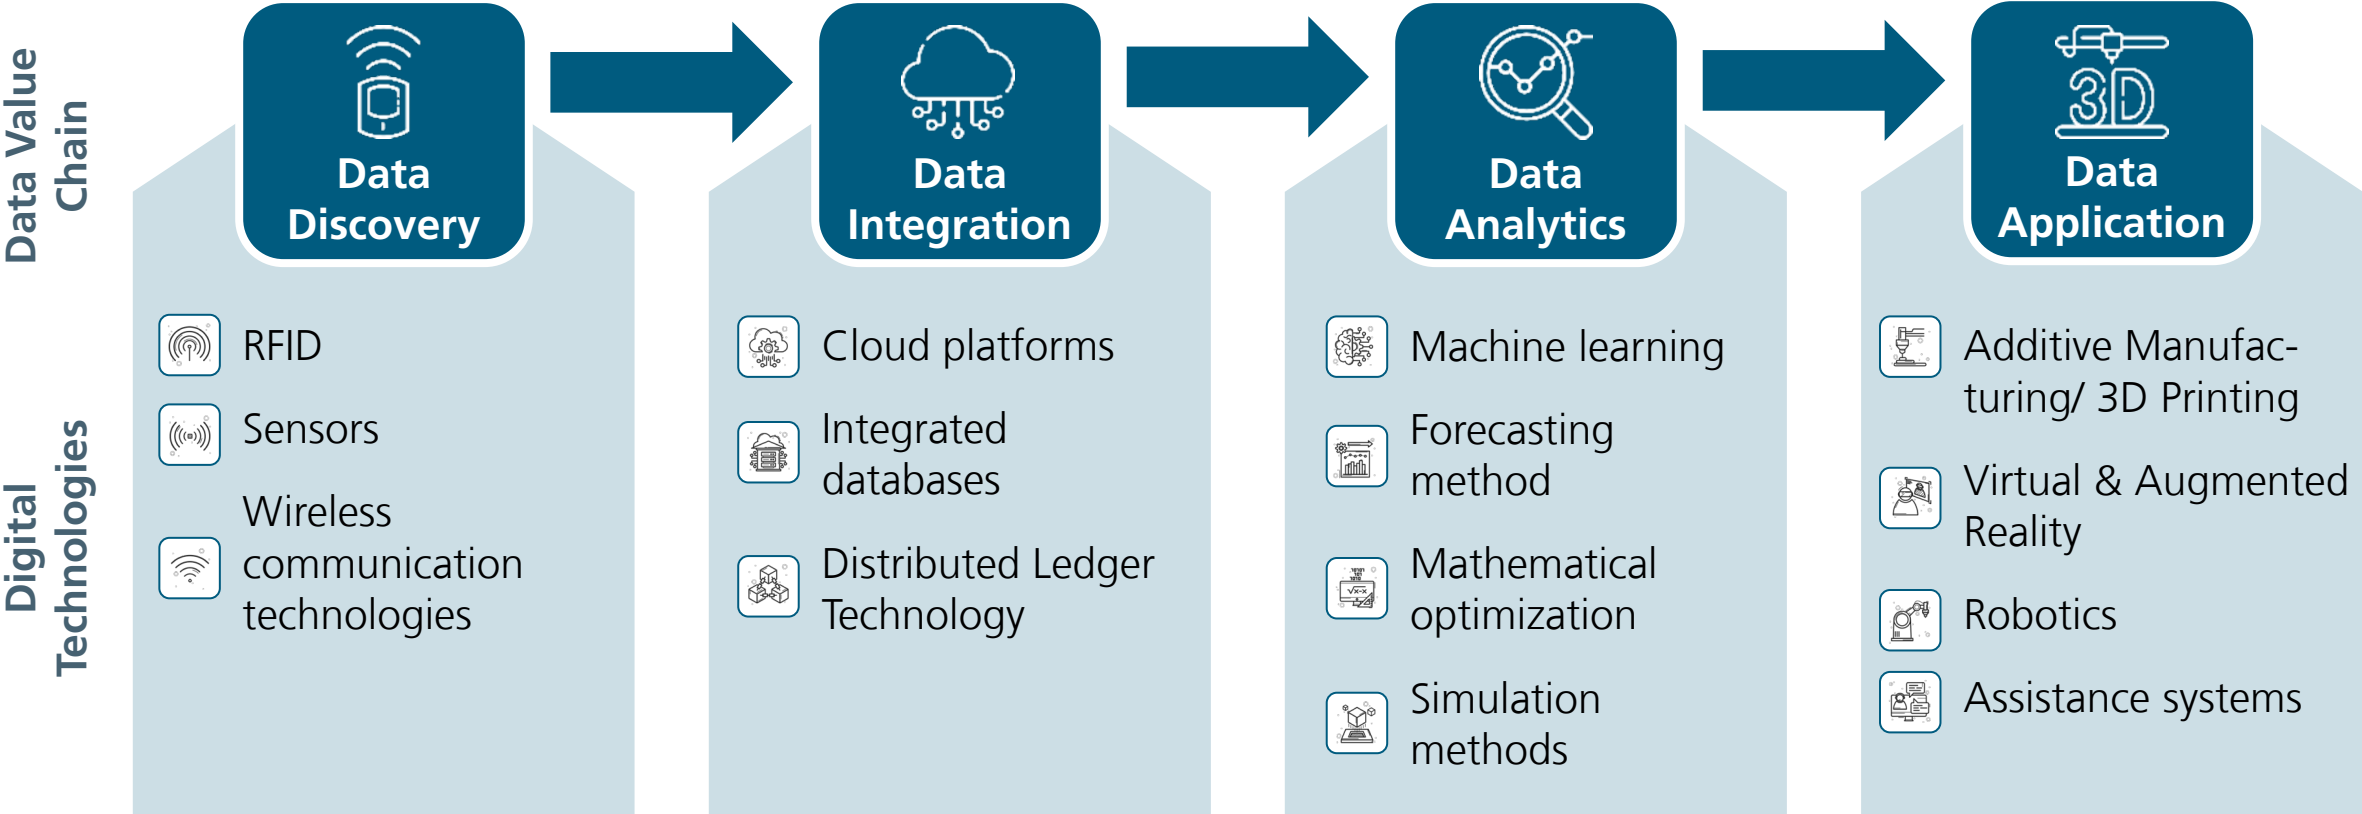 Data Value
Chain
Data
Discovery
Data
Integration
Data
Analytics
Data
Application
Digital
Technologies
RFID
Sensors
Wireless
communication
technologies
Cloud platforms
Integrated
databases
Distributed Ledger
Technology
Machine learning
Forecasting
method
Mathematical
optimization
Simulation
methods
Additive Manufac-
turing/ 3D Printing
Virtual & Augmented
Reality
Robotics
Assistance systems
3D